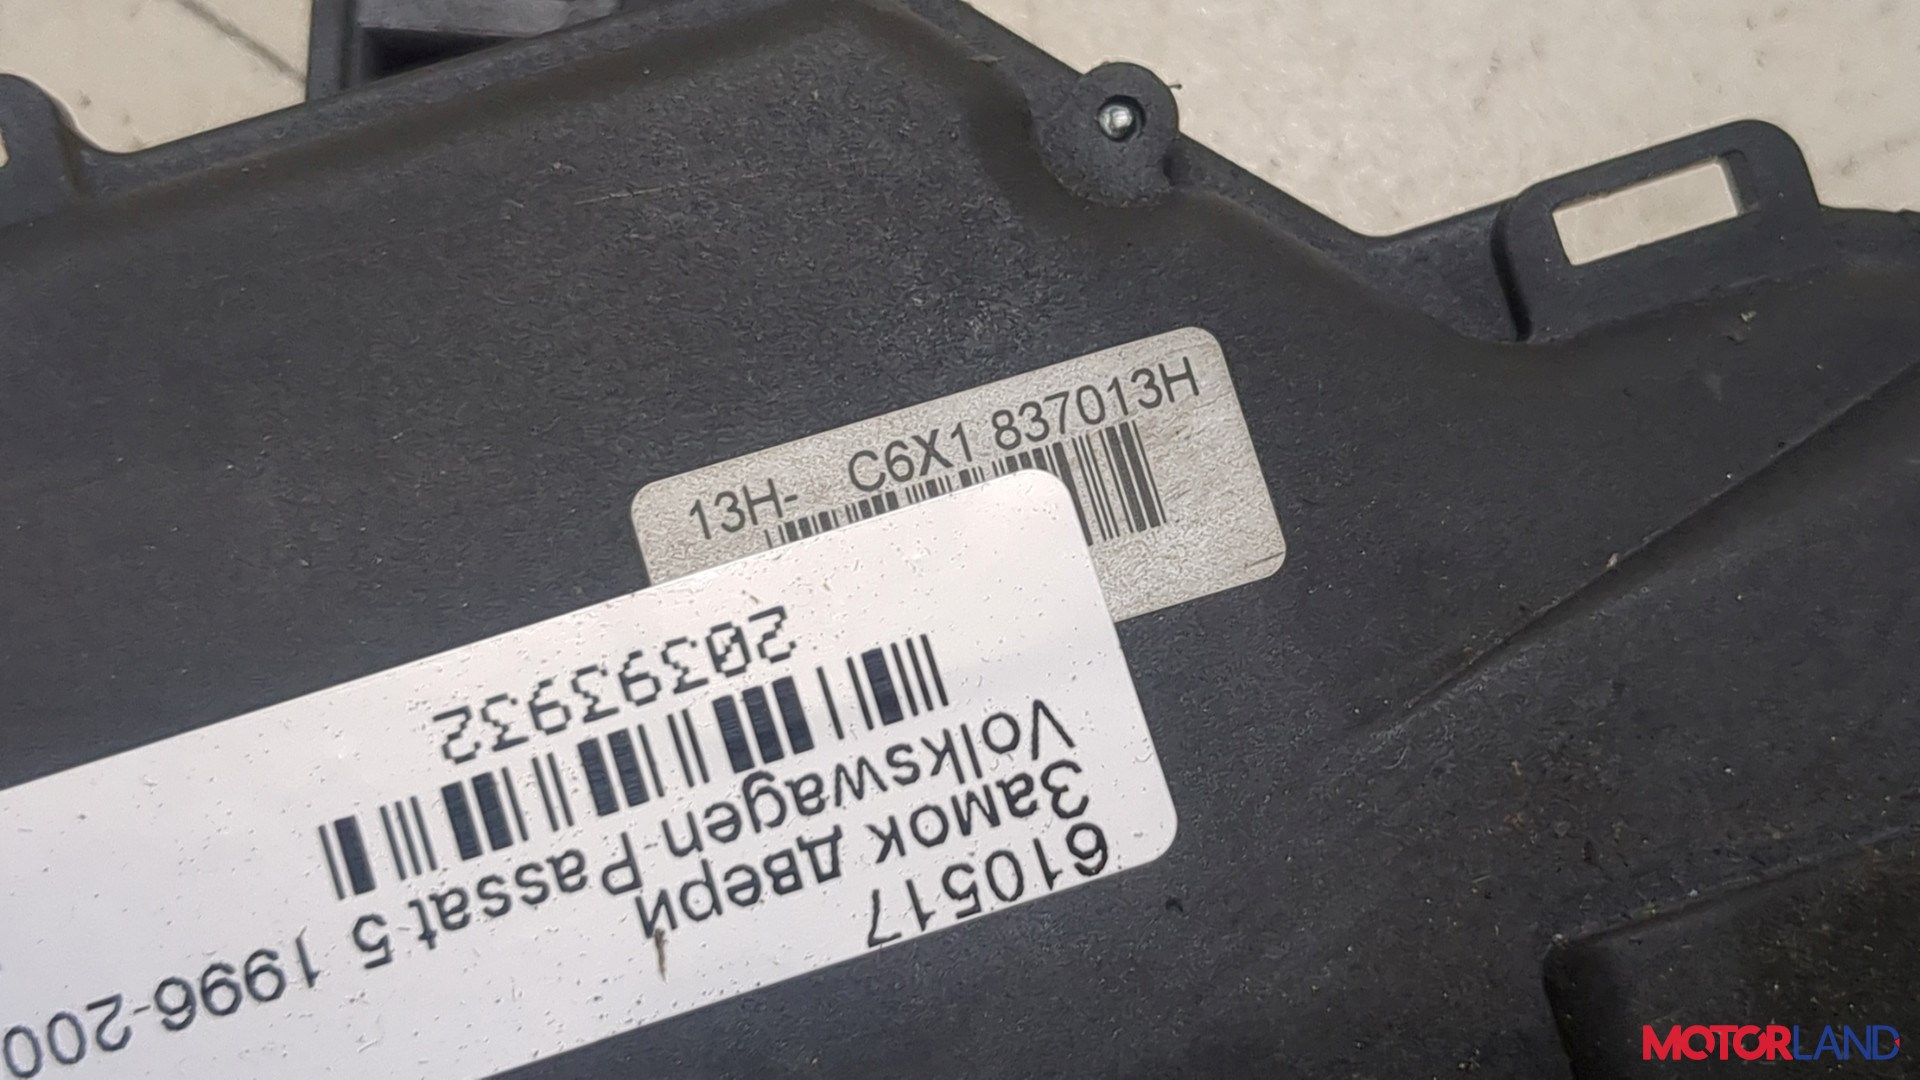 13H- C6X1 837013H
610517
Замок двери
Volkswagen Passat 5 1996-200
20393932
MOTORLAND